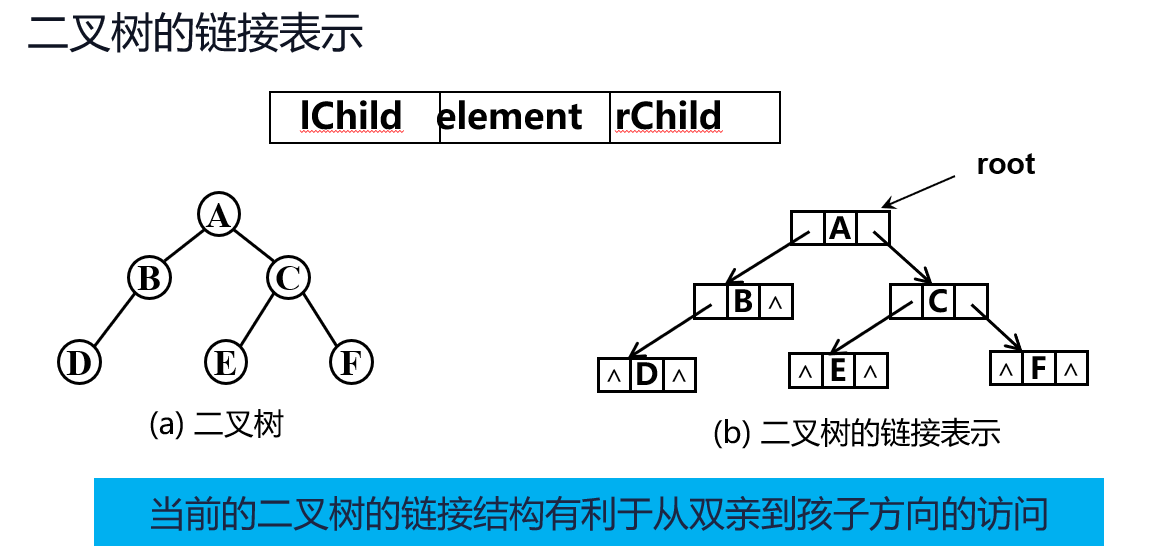 二叉树的链接表示
lChild element rChild
root
A
B C
D E F
(a) 二叉树
A
B ^
C
^ D ^
^ E ^
^ F ^
(b) 二叉树的链接表示
当前的二叉树的链接结构有利于从双亲到孩子方向的访问